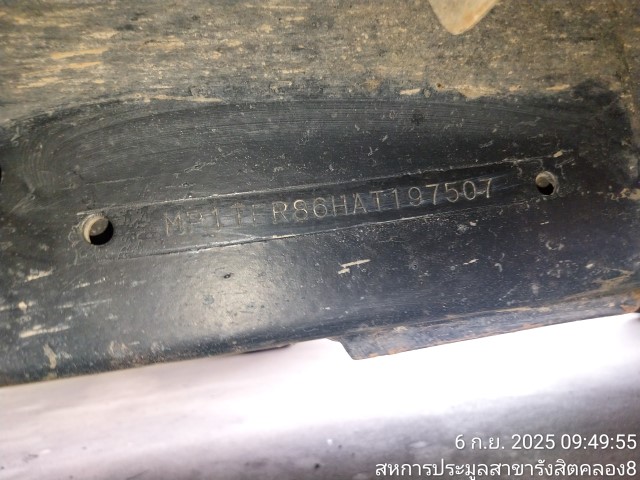 MP1TFR86HAT197507
6 ก.ย. 2025 09:49:55
สหการประมูลสาขารังสิตคลอง8